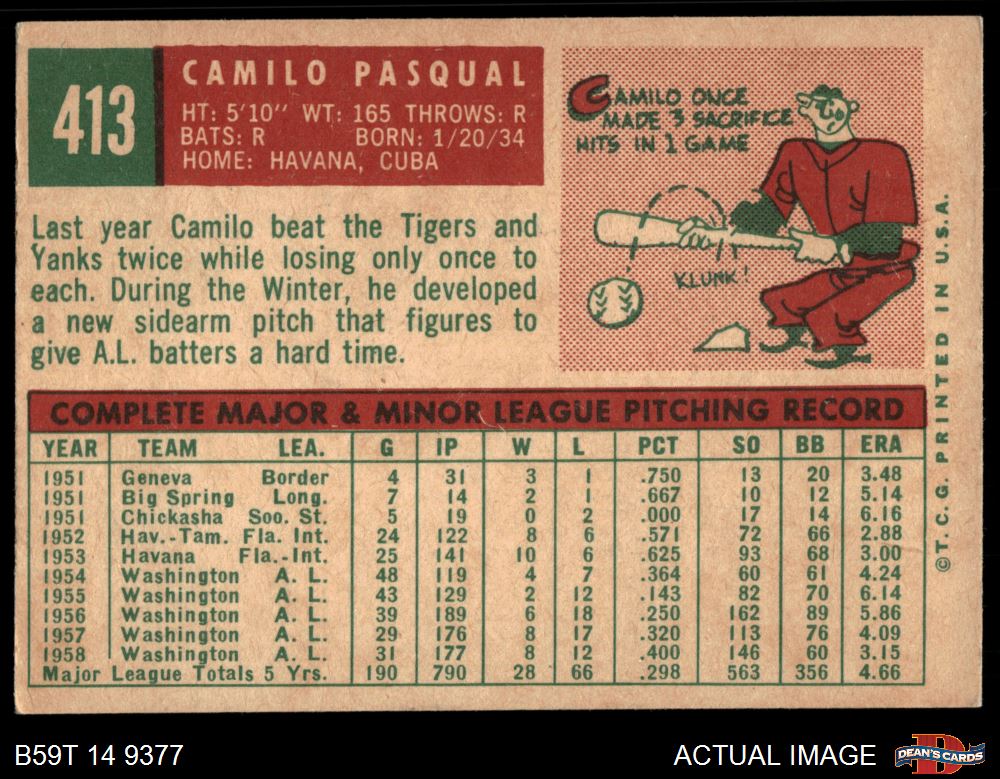 413
CAMILO PASQUAL
HT: 5'10" WT: 165 THROWS: R
BATS: R BORN: 1/20/34
HOME: HAVANA, CUBA
CAMILO ONCE
MADE 3 SACRIFICE
HITS IN 1 GAME
KLUNK!
Last year Camilo beat the Tigers and
Yanks twice while losing only once to
each. During the Winter, he developed
a new sidearm pitch that figures to
give A.L. batters a hard time.
COMPLETE MAJOR & MINOR LEAGUE PITCHING RECORD
YEAR TEAM LEA. G IP W L PCT SO BB ERA
1951 Geneva Border 4 31 3 1 .750 13 20 3.48
1951 Big Spring Long. 7 14 2 1 .667 10 12 5.14
1951 Chickasha Soo. St. 5 19 0 2 .000 17 14 6.16
1952 Hav.-Tam. Fla. Int. 24 122 8 6 .571 72 66 2.88
1953 Havana Fla.-Int. 25 141 10 6 .625 93 68 3.00
1954 Washington A. L. 48 119 4 7 .364 60 61 4.24
1955 Washington A. L. 43 129 2 12 .143 82 70 6.14
1956 Washington A. L. 39 189 6 18 .250 162 89 5.86
1957 Washington A. L. 29 176 8 17 .320 113 76 4.09
1958 Washington A. L. 31 177 8 12 .400 146 60 3.15
Major League Totals 5 Yrs. 190 790 28 66 .298 563 356 4.66
©T.C.G. PRINTED IN U.S.A.
B59T 14 9377
ACTUAL IMAGE
DEAN'S CARDS